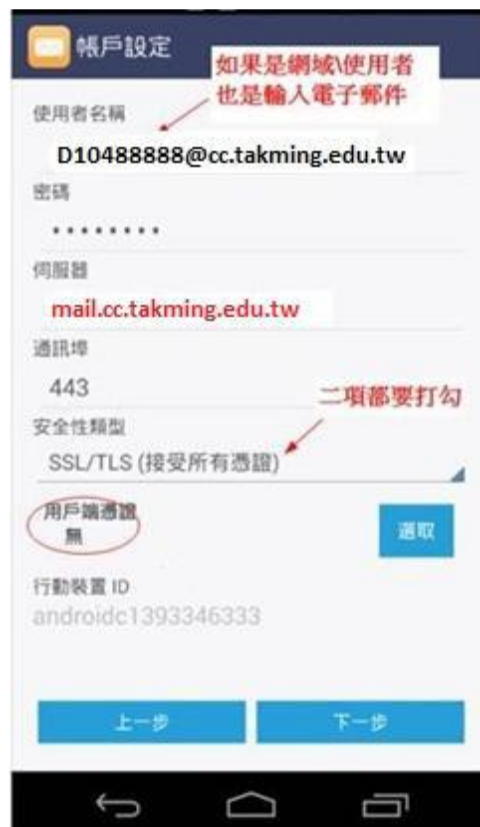 帳戶設定
如果是網域\使用者
也是輸入電子郵件
使用者名稱
D10488888@cc.takming.edu.tw
密碼
••••••••
伺服器
mail.cc.takming.edu.tw
通訊埠
443
二項都要打勾
安全性類型
SSL/TLS (接受所有憑證)
用戶端憑證
無
選取
行動裝置 ID
androidc1393346333
上一步
下一步